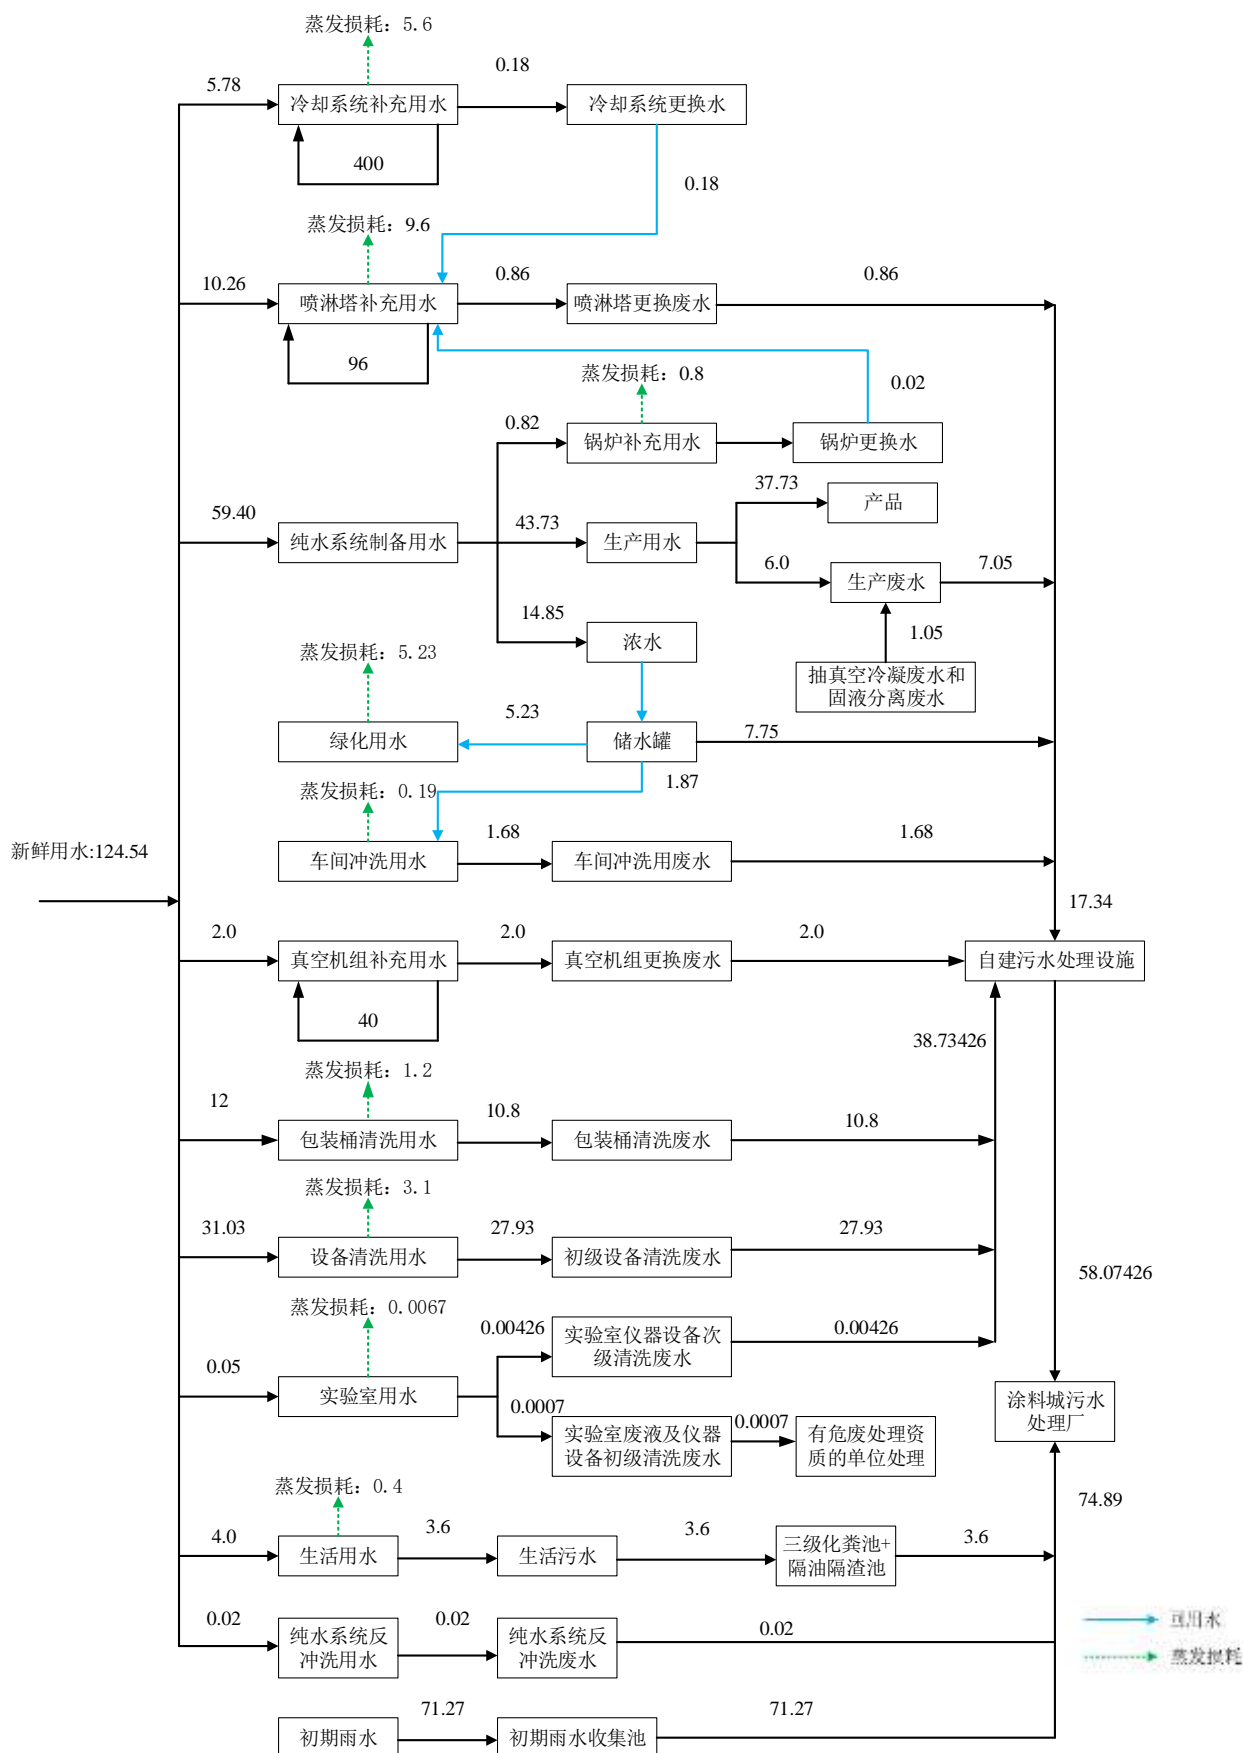 蒸发损耗：5.6
5.78
0.18
冷却系统补充用水
冷却系统更换水
400
0.18
蒸发损耗：9.6
10.26
0.86
0.86
喷淋塔补充用水
喷淋塔更换废水
96
蒸发损耗：0.8
0.02
0.82
锅炉补充用水
锅炉更换水
37.73
产品
59.40
43.73
纯水系统制备用水
生产用水
6.0
7.05
生产废水
14.85
1.05
浓水
蒸发损耗：5.23
抽真空冷凝废水和
固液分离废水
5.23
绿化用水
储水罐
7.75
1.87
蒸发损耗：0.19
1.68
1.68
新鲜用水:124.54
车间冲洗用水
车间冲洗用废水
17.34
2.0
2.0
2.0
真空机组补充用水
真空机组更换废水
自建污水处理设施
40
38.73426
蒸发损耗：1.2
12
10.8
10.8
包装桶清洗用水
包装桶清洗废水
蒸发损耗：3.1
31.03
27.93
27.93
设备清洗用水
初级设备清洗废水
58.07426
蒸发损耗：0.0067
0.00426
实验室仪器设备次
级清洗废水
0.00426
0.05
实验室用水
0.0007
实验室废液及仪器
设备初级清洗废水
0.0007
有危废处理资
质的单位处理
涂料城污水
处理厂
蒸发损耗：0.4
74.89
4.0
3.6
3.6
3.6
生活用水
生活污水
三级化粪池+
隔油隔渣池
0.02
0.02
0.02
纯水系统反
冲洗用水
纯水系统反
冲洗废水
回用水
蒸发损耗
71.27
71.27
初期雨水
初期雨水收集池